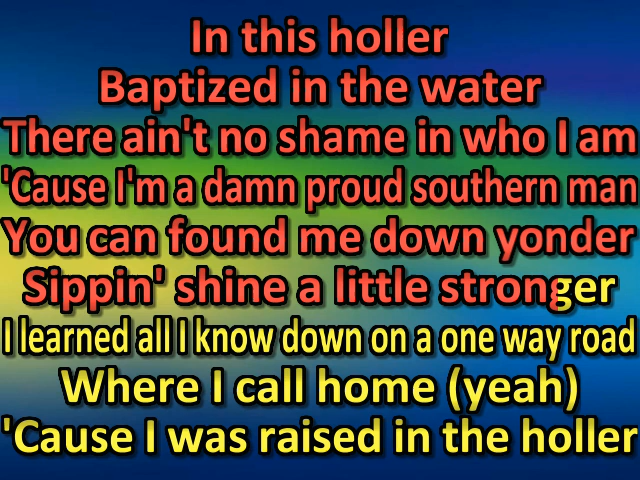 In this holler
Baptized in the water
There ain't no shame in who I am
'Cause I'm a damn proud southern man
You can found me down yonder
Sippin' shine a little stronger
I learned all I know down on a one way road
Where I call home (yeah)
'Cause I was raised in the holler